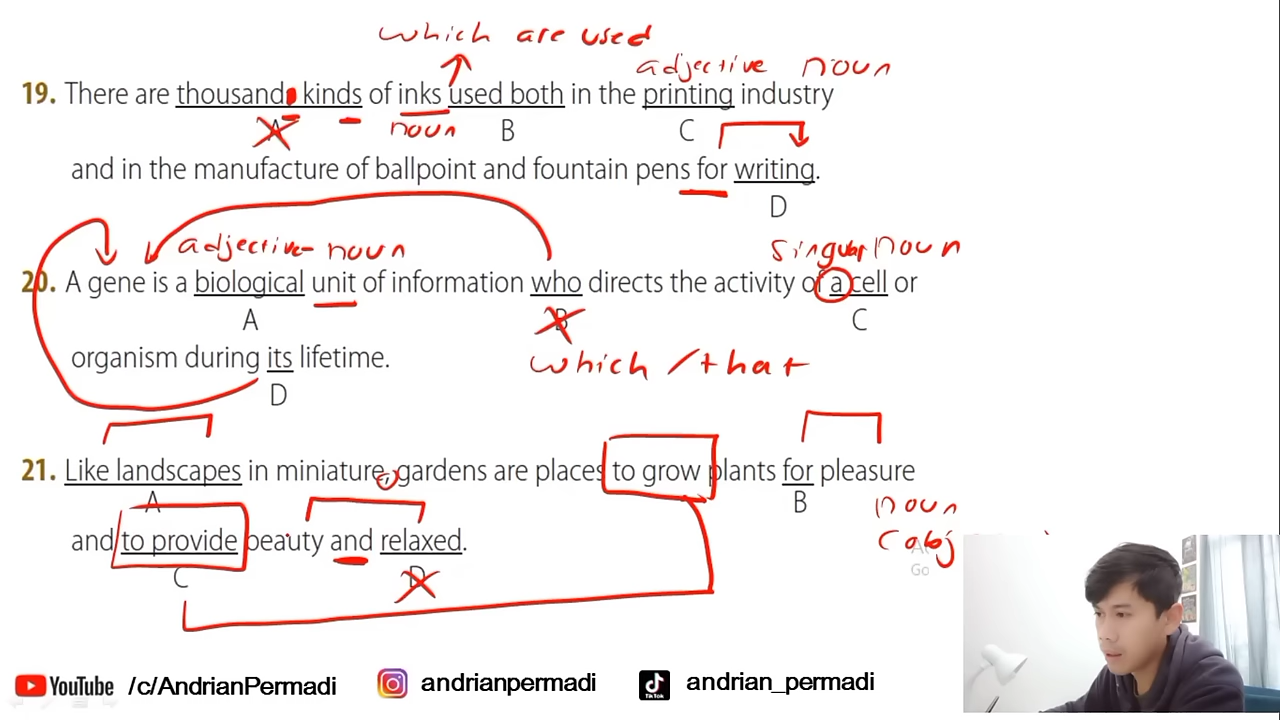 which are used
adjective noun
19. There are thousand kinds of inks used both in the printing industry
A noun B C
and in the manufacture of ballpoint and fountain pens for writing.
D
adjective noun singular noun
20. A gene is a biological unit of information who directs the activity of a cell or
A B C
organism during its lifetime. which / that
D
21. Like landscapes in miniature, gardens are places to grow plants for pleasure
A B noun
and to provide beauty and relaxed.
C D
YouTube /c/AndrianPermadi andrianpermadi TikTok andrian_permadi